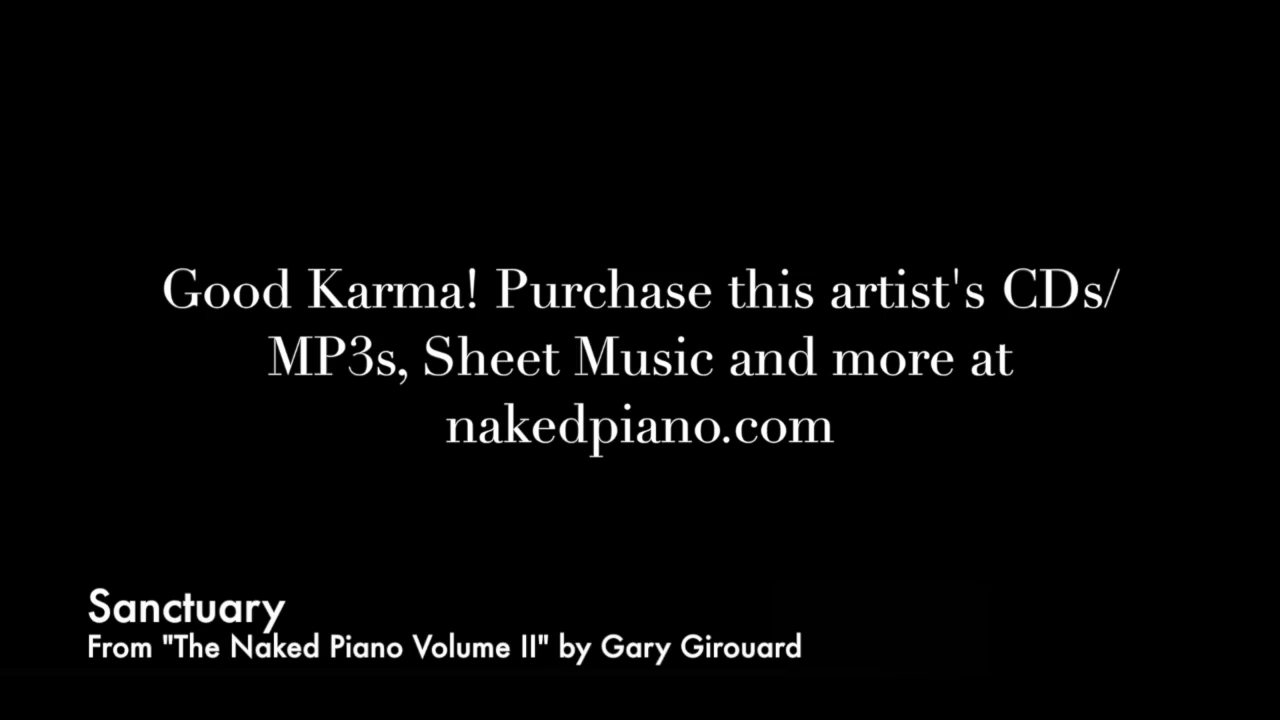 Good Karma! Purchase this artist's CDs/
MP3s, Sheet Music and more at
nakedpiano.com
Sanctuary
From "The Naked Piano Volume II" by Gary Girouard